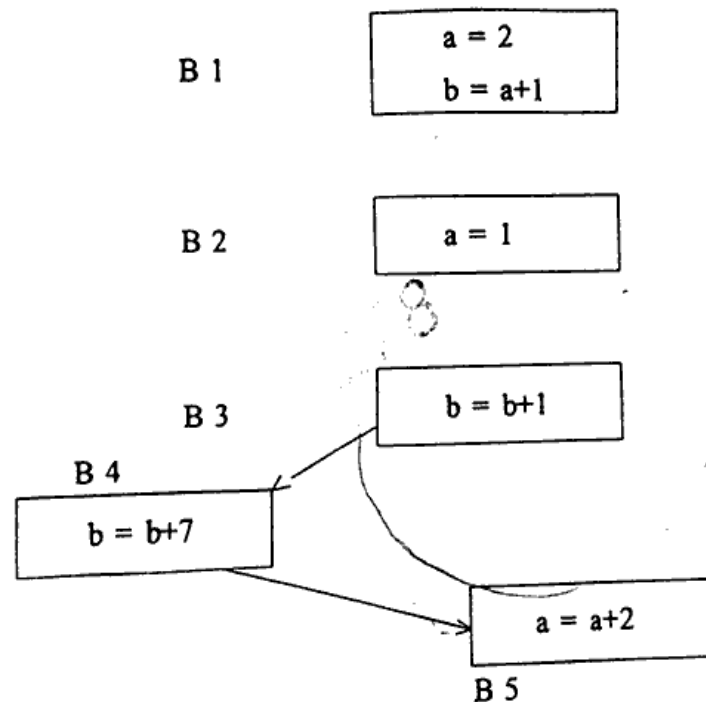 B 1
a = 2
b = a+1
B 2
a = 1
B 3
b = b+1
B 4
b = b+7
a = a+2
B 5